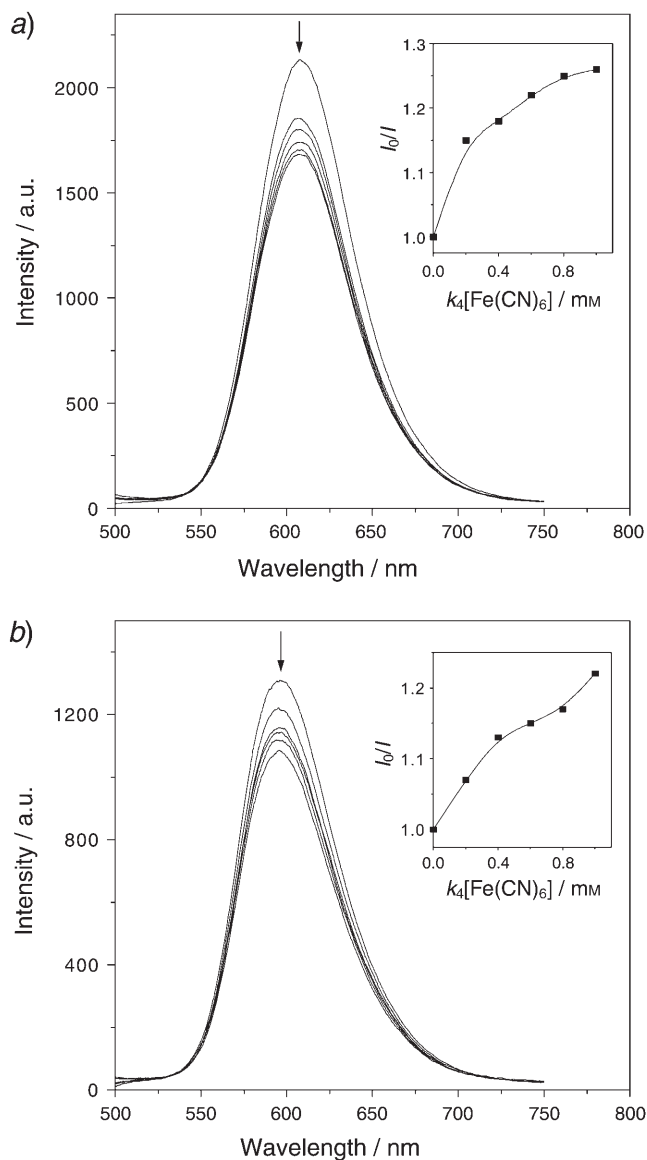 a)
2000
1500
1000
500
0
500 550 600 650 700 750 800
Intensity / a.u.
Wavelength / nm
1.3
1.2
1.1
1.0
0.0 0.4 0.8
I₀/I
k₄[Fe(CN)₆] / mM
b)
1200
800
400
0
500 550 600 650 700 750 800
Intensity / a.u.
Wavelength / nm
1.2
1.1
1.0
0.0 0.4 0.8
I₀/I
k₄[Fe(CN)₆] / mM